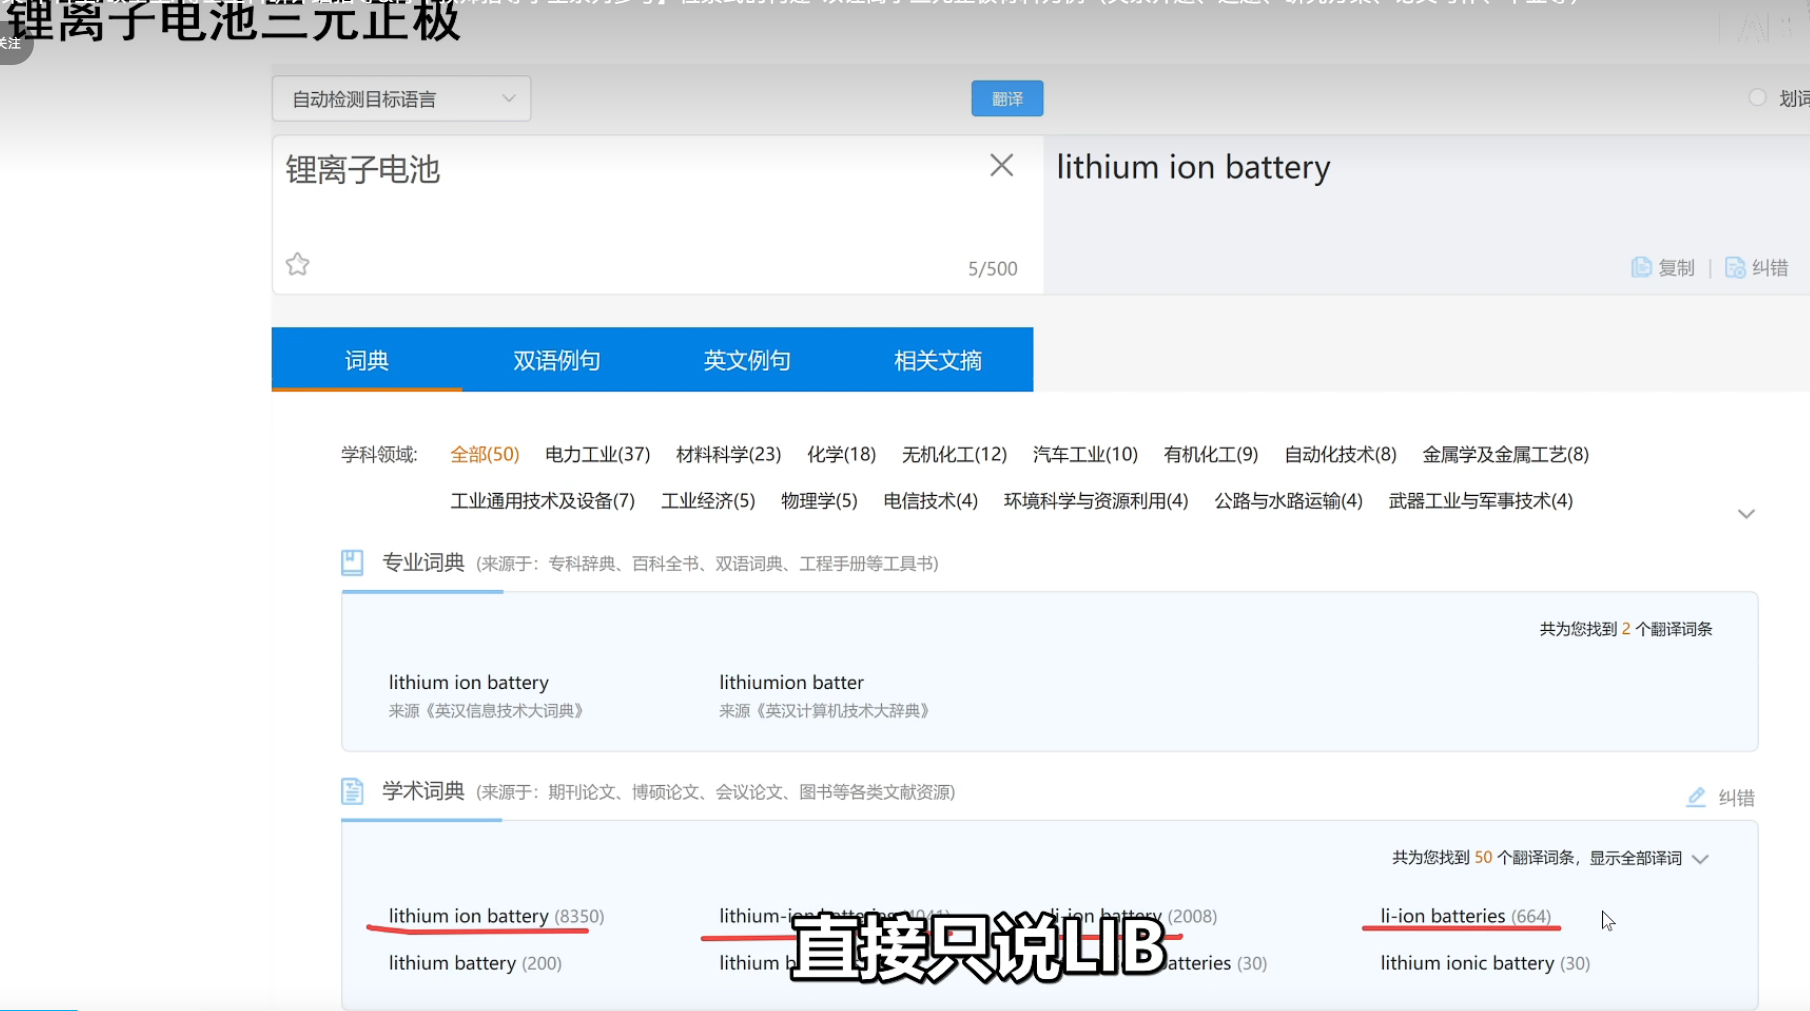 锂离子电池三元正极
关注
自动检测目标语言
翻译
划词
锂离子电池
lithium ion battery
5/500
复制 | 纠错
词典 双语例句 英文例句 相关文摘
学科领域: 全部(50) 电力工业(37) 材料科学(23) 化学(18) 无机化工(12) 汽车工业(10) 有机化工(9) 自动化技术(8) 金属学及金属工艺(8)
工业通用技术及设备(7) 工业经济(5) 物理学(5) 电信技术(4) 环境科学与资源利用(4) 公路与水路运输(4) 武器工业与军事技术(4)
专业词典 (来源于：专科辞典、百科全书、双语词典、工程手册等工具书)
共为您找到 2 个翻译词条
lithium ion battery lithiumion batter
来源《英汉信息技术大词典》 来源《英汉计算机技术大辞典》
学术词典 (来源于：期刊论文、博硕论文、会议论文、图书等各类文献资源)
纠错
共为您找到 50 个翻译词条，显示全部译词
lithium ion battery (8350) lithium-ion batteries (4041) li-ion battery (2008) li-ion batteries (664)
直接只说LIB
lithium battery (200) lithium batteries (30) lithium ionic battery (30)